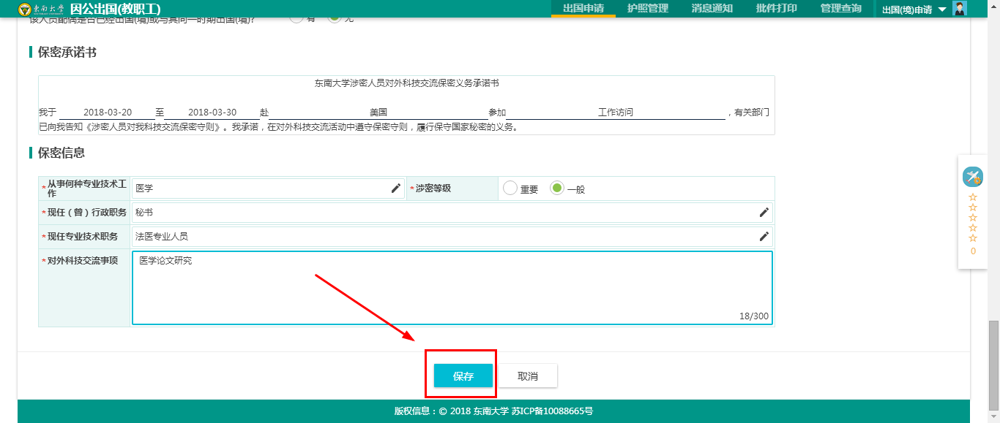 東南大學 因公出国(教职工) 出国申请 护照管理 消息通知 批件打印 管理查询 出国(境)申请
该人员配偶是否已经出国(境)或与其同一时期出国(境)? 有 无
保密承诺书
东南大学涉密人员对外科技交流保密义务承诺书
我于 2018-03-20 至 2018-03-30 赴 美国 参加 工作访问 ，有关部门
已向我告知《涉密人员对我科技交流保密守则》。我承诺，在对外科技交流活动中遵守保密守则，履行保守国家秘密的义务。
保密信息
*从事何种专业技术工作 医学 *涉密等级 重要 一般
*现任（曾）行政职务 秘书
*现任专业技术职务 法医专业人员
*对外科技交流事项 医学论文研究
18/300
0
保存 取消
版权信息：© 2018 东南大学 苏ICP备10088665号